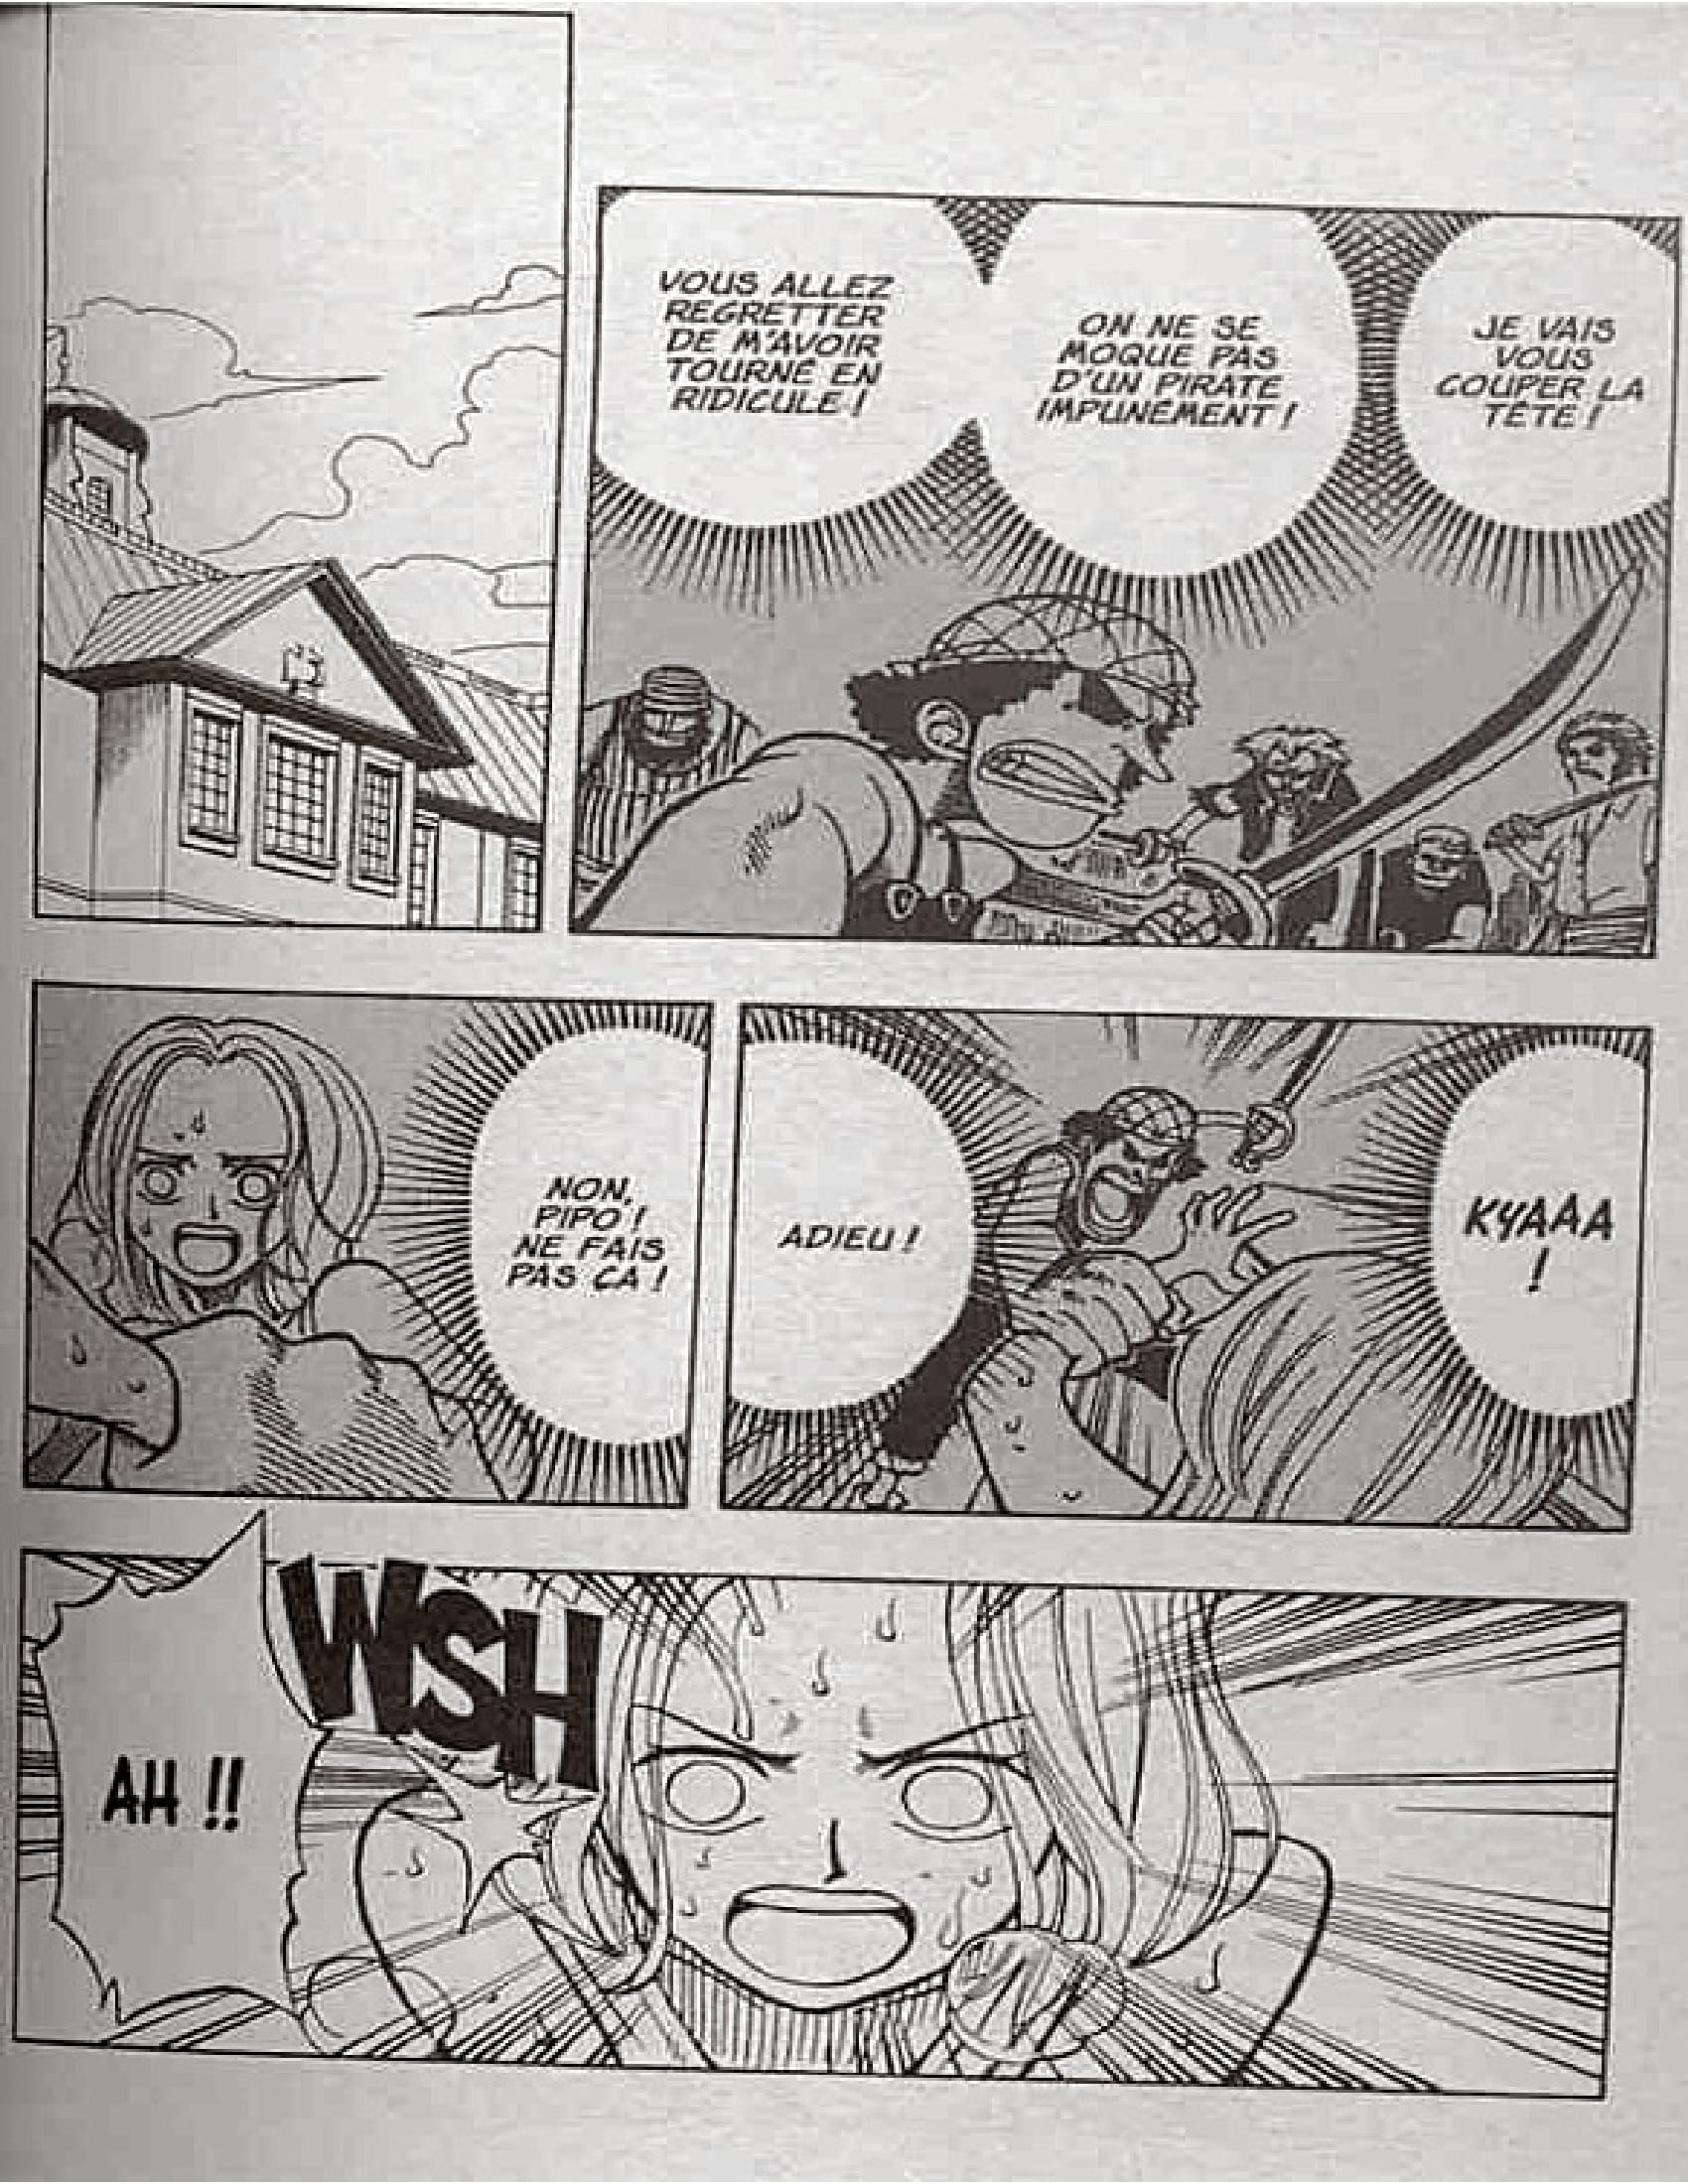 JE VAIS
VOUS
COUPER LA
TÊTE !
ON NE SE
MOQUE PAS
D'UN PIRATE
IMPUNÉMENT !
VOUS ALLEZ
REGRETTER
DE M'AVOIR
TOURNÉ EN
RIDICULE !
KYAAA
!
ADIEU !
NON,
PIPO !
NE FAIS
PAS ÇA !
WSH
AH !!